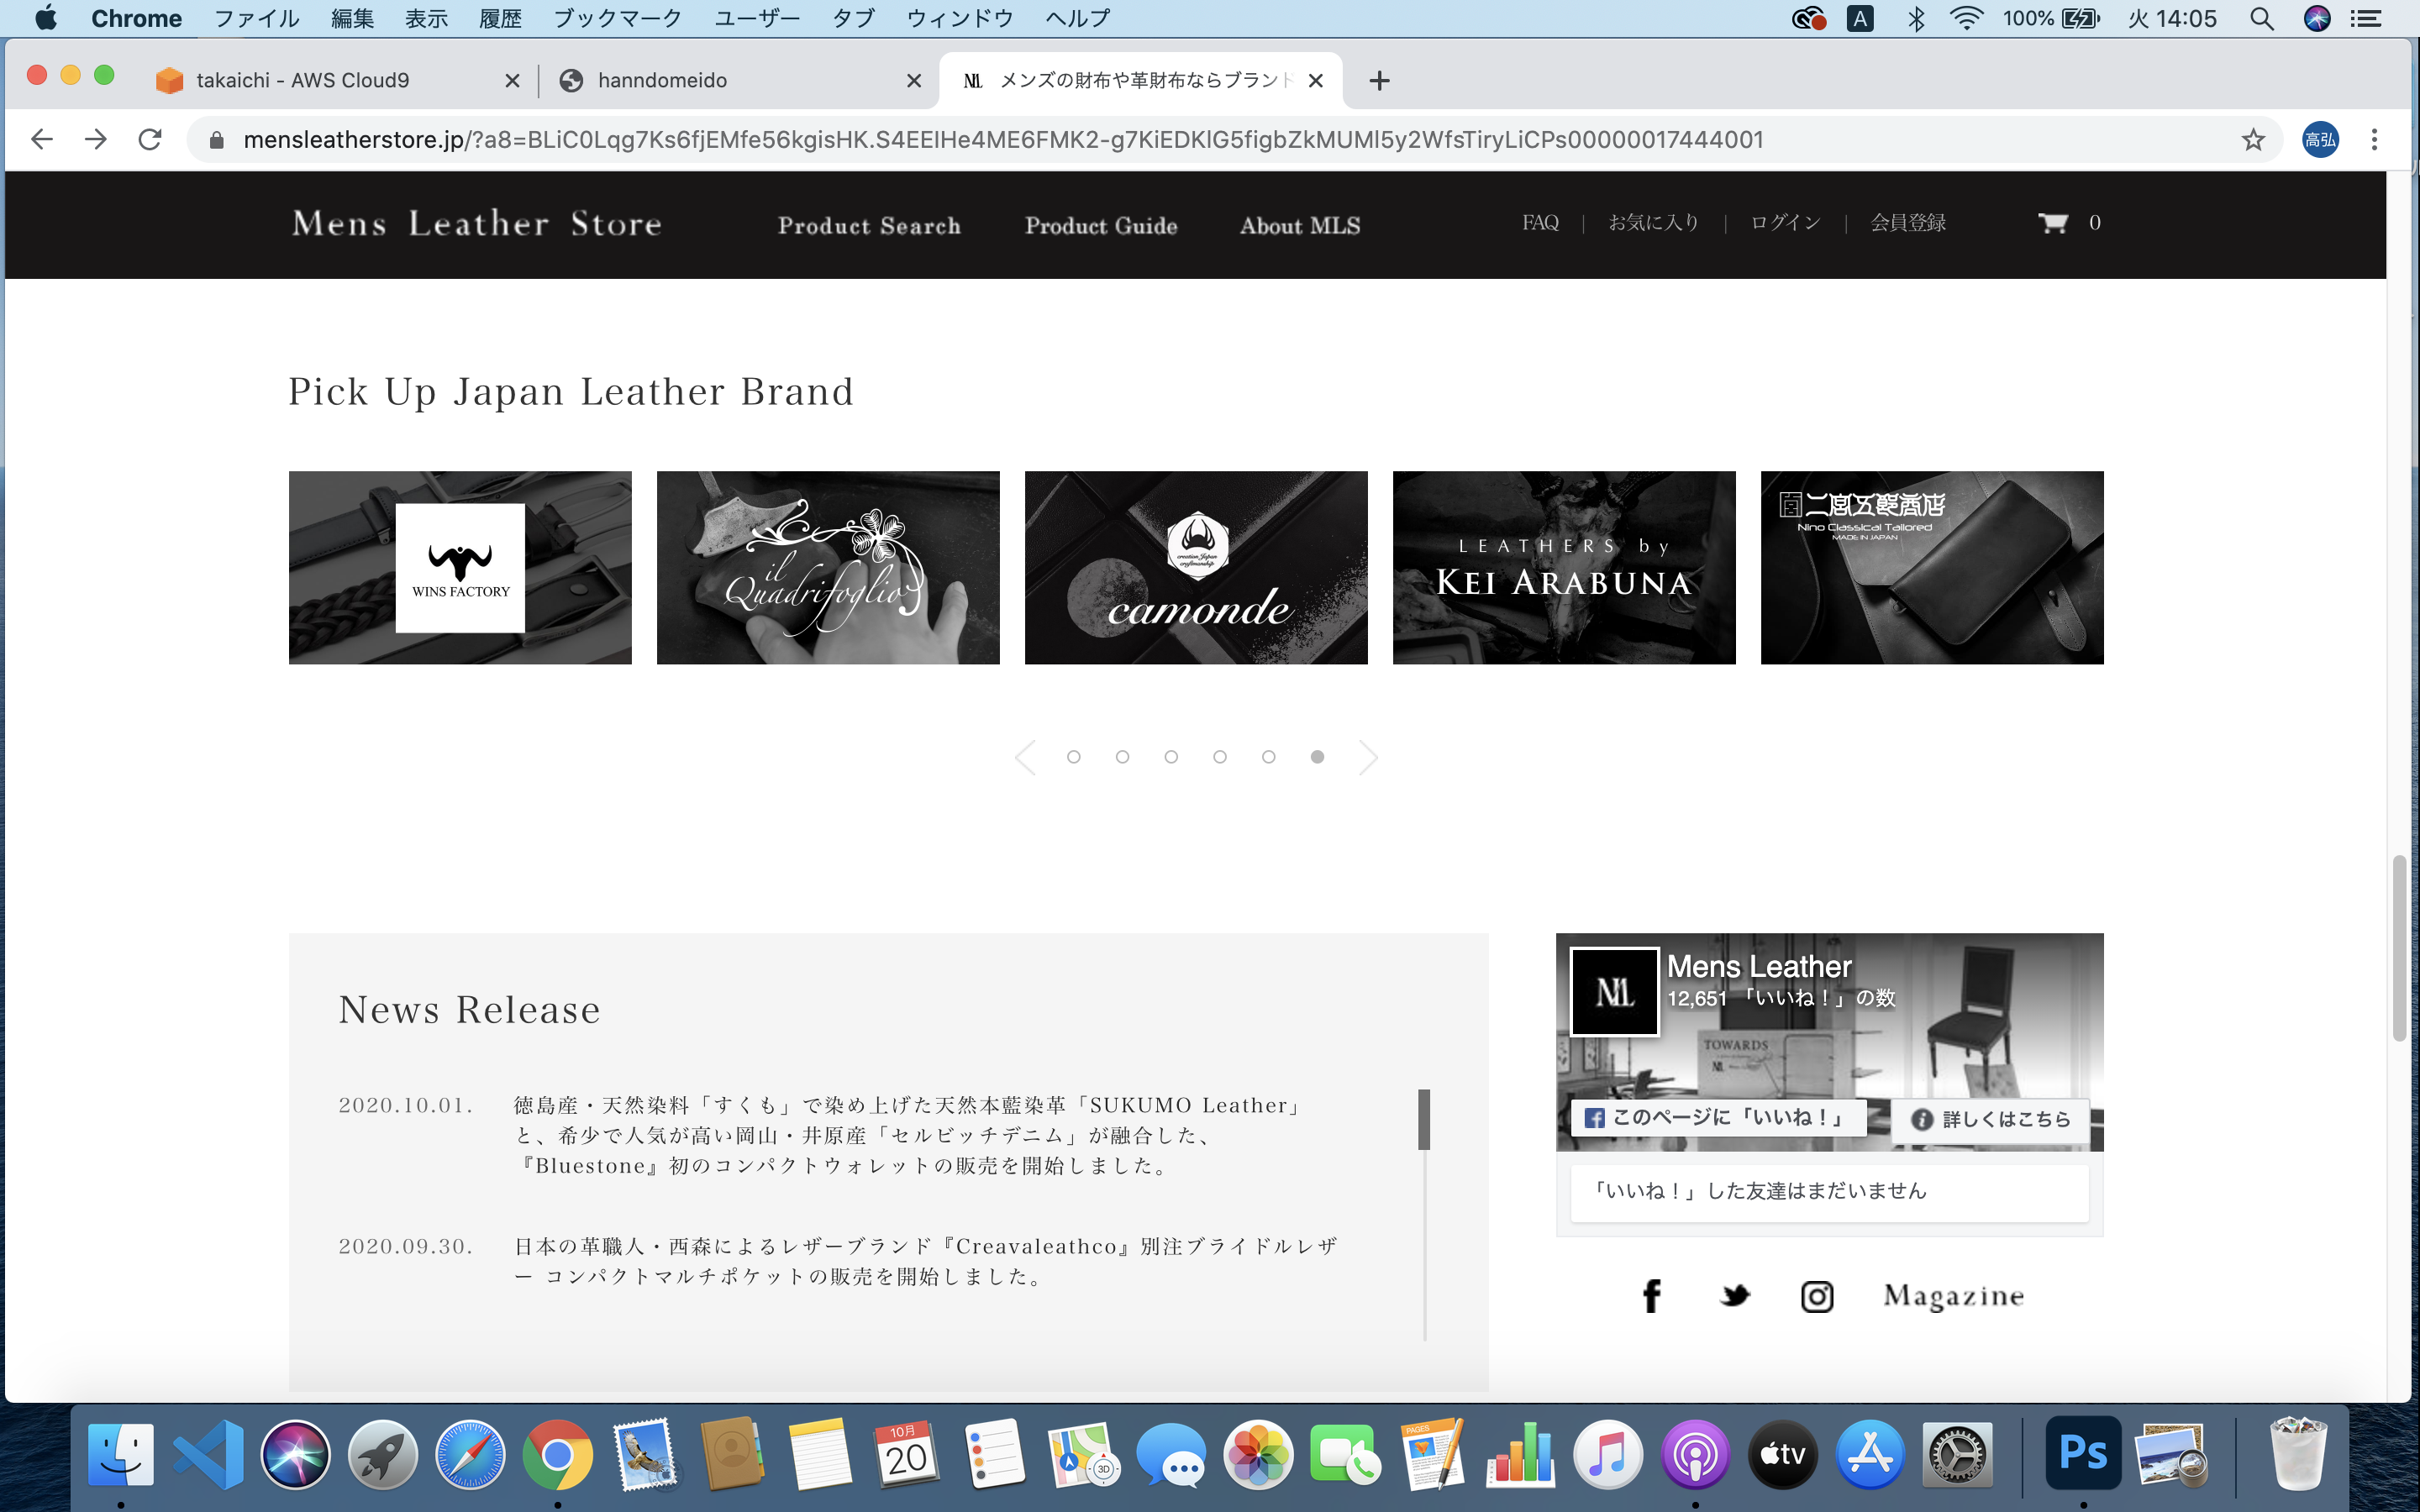 Chrome ファイル 編集 表示 履歴 ブックマーク ユーザー タブ ウィンドウ ヘルプ
A 100% 火 14:05
takaichi - AWS Cloud9
hanndomeido
メンズの財布や革財布ならブランド
mensleatherstore.jp/?a8=BLiC0Lqg7Ks6fjEMfe56kgisHK.S4EElHe4ME6FMK2-g7KiEDKlG5figbZkMUMl5y2WfsTiryLiCPs00000017444001
高弘
Mens Leather Store
Product Search
Product Guide
About MLS
FAQ | お気に入り | ログイン | 会員登録
0
Pick Up Japan Leather Brand
WINS FACTORY
il
Quadrifoglio
creation Japan
craftmanship
camonde
LEATHERS by
KEI ARABUNA
二宮五郎商店
Nino Classical Tailored
MADE IN JAPAN
News Release
2020.10.01. 徳島産・天然染料「すくも」で染め上げた天然本藍染革「SUKUMO Leather」
と、希少で人気が高い岡山・井原産「セルビッチデニム」が融合した、
『Bluestone』初のコンパクトウォレットの販売を開始しました。
2020.09.30. 日本の革職人・西森によるレザーブランド『Creavaleathco』別注ブライドルレザ
ー コンパクトマルチポケットの販売を開始しました。
Mens Leather
12,651 「いいね！」の数
TOWARDS
このページに「いいね！」
詳しくはこちら
「いいね！」した友達はまだいません
Magazine
10月
20
3D
PAGES
tv
Ps